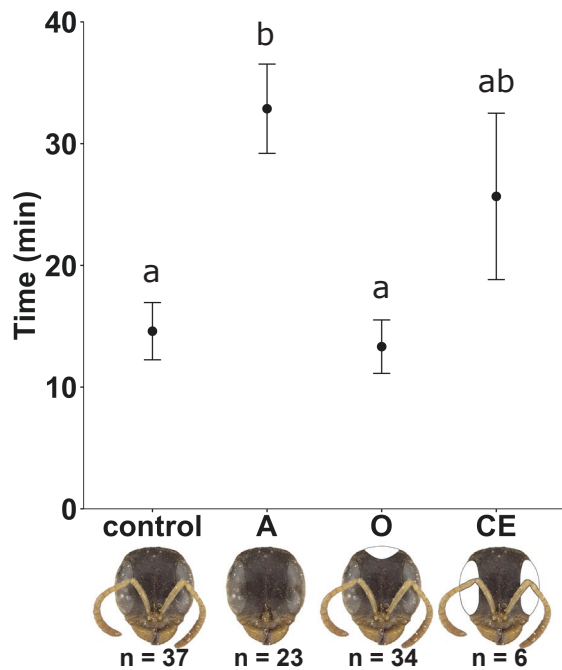 40
b
ab
30
Time (min)
20
a
a
10
0
control A O CE
n = 37 n = 23 n = 34 n = 6